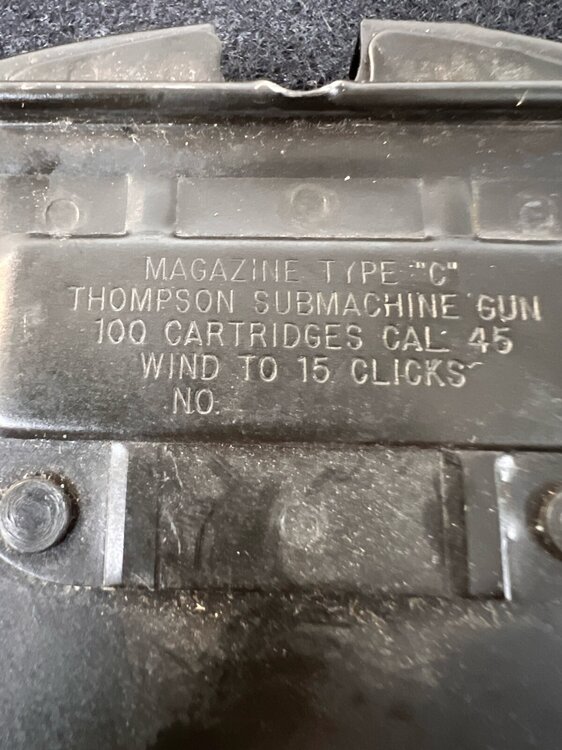 MAGAZINE TYPE "C"
THOMPSON SUBMACHINE GUN
100 CARTRIDGES CAL. 45
WIND TO 15 CLICKS
NO.